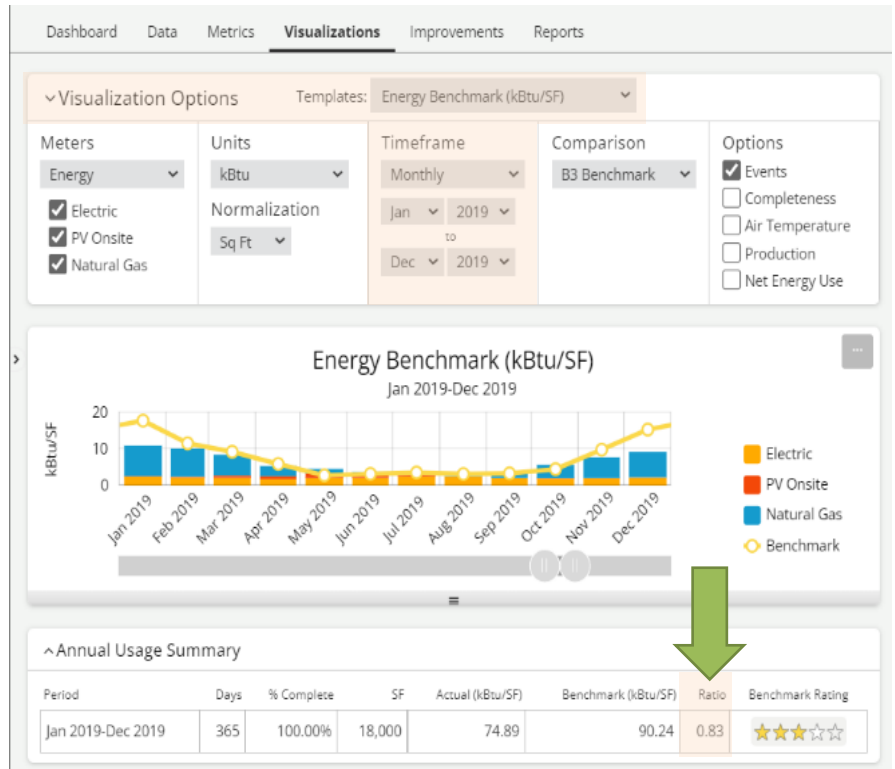 Dashboard Data Metrics Visualizations Improvements Reports
Visualization Options Templates: Energy Benchmark (kBtu/SF)
Meters Units Timeframe Comparison Options
Energy kBtu Monthly B3 Benchmark Events
Electric Normalization Jan 2019 Completeness
PV Onsite Sq Ft to Air Temperature
Natural Gas Dec 2019 Production
Net Energy Use
Energy Benchmark (kBtu/SF)
Jan 2019-Dec 2019
kBtu/SF
20
10
0
Jan 2019 Feb 2019 Mar 2019 Apr 2019 May 2019 Jun 2019 Jul 2019 Aug 2019 Sep 2019 Oct 2019 Nov 2019 Dec 2019
Electric
PV Onsite
Natural Gas
Benchmark
Annual Usage Summary
Period Days % Complete SF Actual (kBtu/SF) Benchmark (kBtu/SF) Ratio Benchmark Rating
Jan 2019-Dec 2019 365 100.00% 18,000 74.89 90.24 0.83